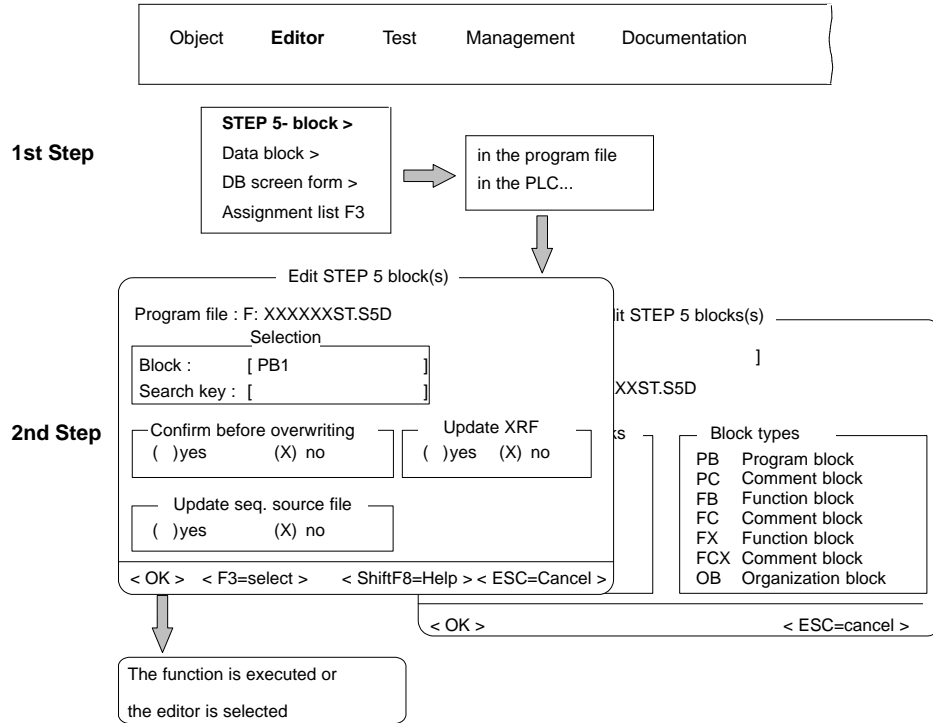 Object Editor Test Management Documentation
1st Step
STEP 5- block >
Data block >
DB screen form >
Assignment list F3
in the program file
in the PLC...
2nd Step
Edit STEP 5 block(s)
Program file : F: XXXXXXST.S5D
Selection
Block : [ PB1 ]
Search key : [ ]
Confirm before overwriting
( )yes (X) no
Update XRF
( )yes (X) no
Update seq. source file
( )yes (X) no
< OK > < F3=select > < ShiftF8=Help > < ESC=Cancel >
STEP 5 blocks(s)
]
XXST.S5D
Block types
PB Program block
PC Comment block
FB Function block
FC Comment block
FX Function block
FCX Comment block
OB Organization block
< OK > < ESC=cancel >
The function is executed or
the editor is selected